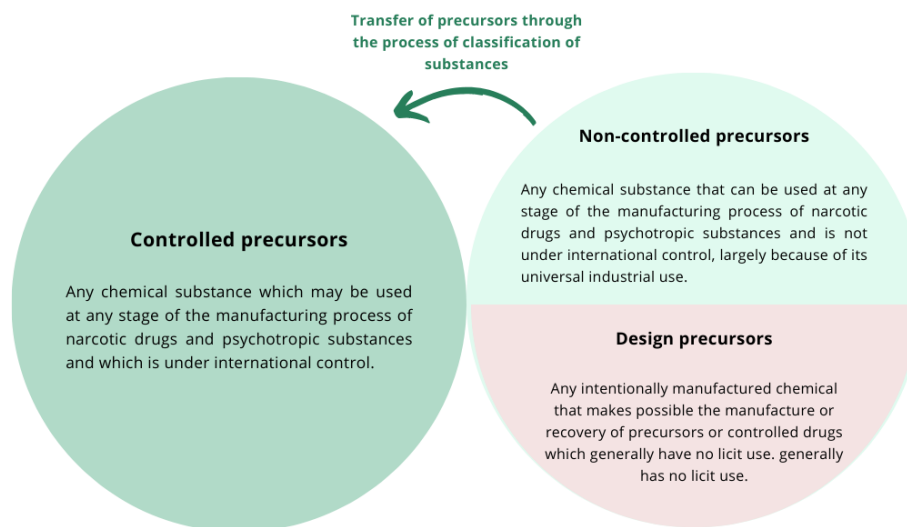 Transfer of precursors through
the process of classification of
substances
Controlled precursors
Any chemical substance which may be used
at any stage of the manufacturing process of
narcotic drugs and psychotropic substances
and which is under international control.
Non-controlled precursors
Any chemical substance that can be used at any
stage of the manufacturing process of narcotic
drugs and psychotropic substances and is not
under international control, largely because of its
universal industrial use.
Design precursors
Any intentionally manufactured chemical
that makes possible the manufacture or
recovery of precursors or controlled drugs
which generally have no licit use. generally
has no licit use.